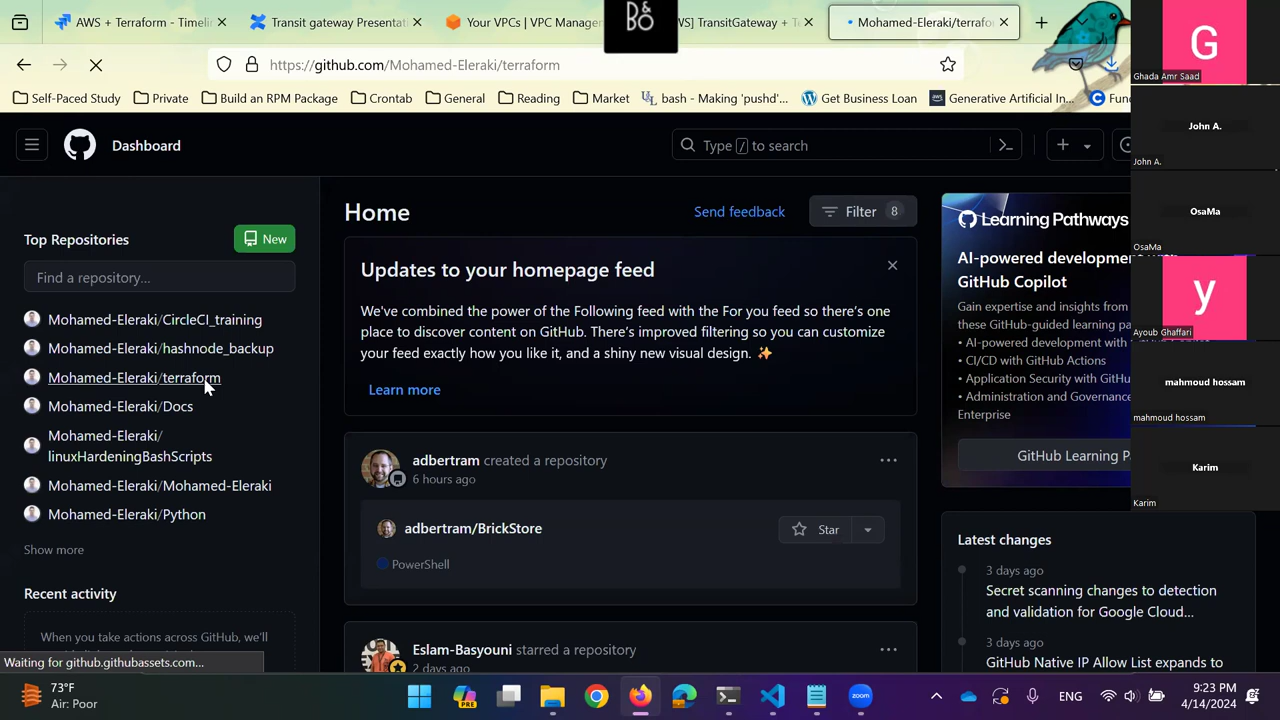 AWS + Terraform - Timeli
Transit gateway Presentat
Your VPCs | VPC Manager
D&
BO
S] TransitGateway + T
Mohamed-Eleraki/terrafo
https://github.com/Mohamed-Eleraki/terraform
Self-Paced Study
Private
Build an RPM Package
Crontab
General
Reading
Market
bash - Making 'pushd'...
Get Business Loan
Generative Artificial In...
Fun
Dashboard
Type / to search
Top Repositories
New
Find a repository...
Mohamed-Eleraki/CircleCI_training
Mohamed-Eleraki/hashnode_backup
Mohamed-Eleraki/terraform
Mohamed-Eleraki/Docs
Mohamed-Eleraki/
linuxHardeningBashScripts
Mohamed-Eleraki/Mohamed-Eleraki
Mohamed-Eleraki/Python
Show more
Recent activity
When you take actions across GitHub, we'll
Waiting for github.githubassets.com...
Home
Send feedback
Filter 8
Updates to your homepage feed
We've combined the power of the Following feed with the For you feed so there's one
place to discover content on GitHub. There's improved filtering so you can customize
your feed exactly how you like it, and a shiny new visual design. ✨
Learn more
adbertram created a repository
6 hours ago
adbertram/BrickStore
Star
PowerShell
Eslam-Basyouni starred a repository
2 days ago
Learning Pathways
AI-powered developm
GitHub Copilot
Gain expertise and insights from
these GitHub-guided learning pa
• AI-powered development with
• CI/CD with GitHub Actions
• Application Security with GitHu
• Administration and Governance
Enterprise
GitHub Learning P
Latest changes
3 days ago
Secret scanning changes to detection
and validation for Google Cloud...
3 days ago
GitHub Native IP Allow List expands to
G
Ghada Amr Saad
John A.
John A.
OsaMa
OsaMa
y
Ayoub Ghaffari
mahmoud hossam
mahmoud hossam
Karim
Karim
73°F
Air: Poor
PRE
zoom
ENG
9:23 PM
4/14/2024